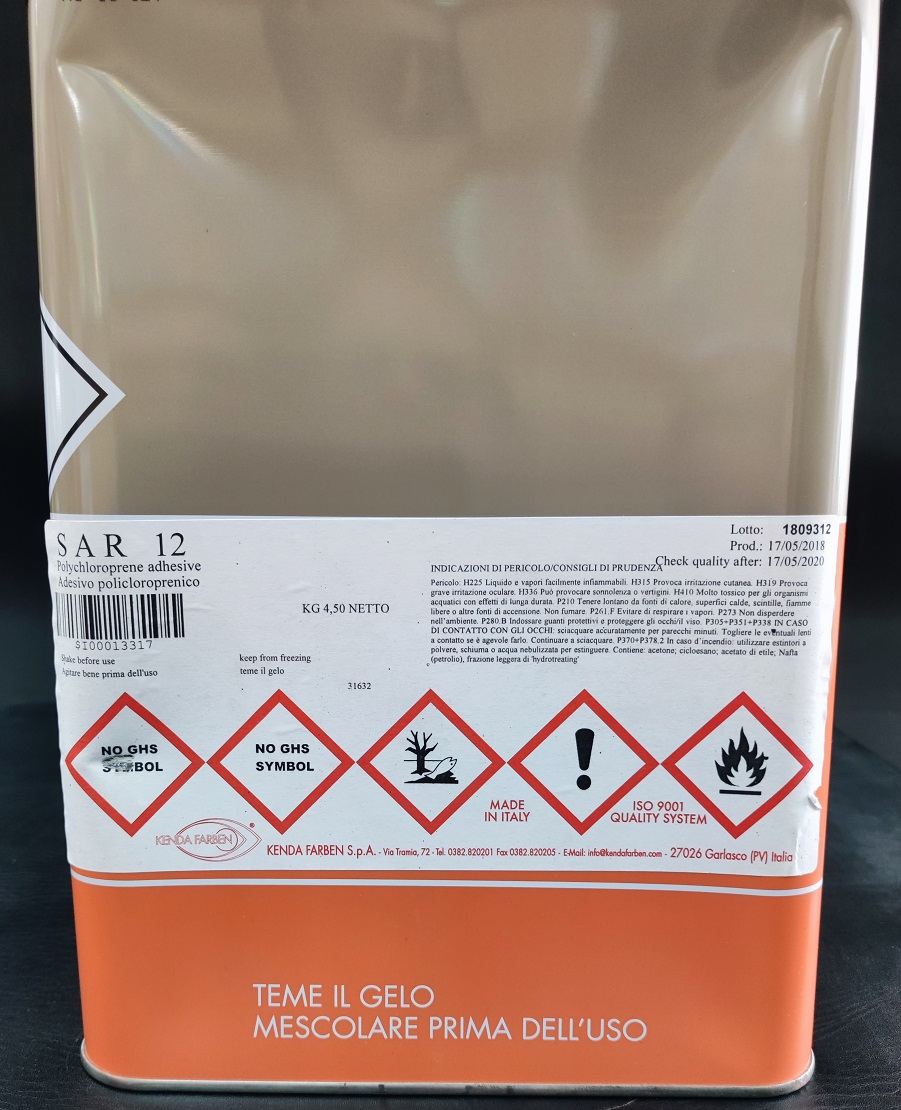 SAR 12
Polychloroprene adhesive
Adesivo policloroprenico
SI00013317
Shake before use
Agitare bene prima dell'uso
KG 4,50 NETTO
keep from freezing
teme il gelo
31632
Lotto: 1809312
Prod.: 17/05/2018
Check quality after: 17/05/2020
INDICAZIONI DI PERICOLO/CONSIGLI DI PRUDENZA
Pericolo: H225 Liquido e vapori facilmente infiammabili. H315 Provoca irritazione cutanea. H319 Provoca
grave irritazione oculare. H336 Può provocare sonnolenza o vertigini. H410 Molto tossico per gli organismi
acquatici con effetti di lunga durata. P210 Tenere lontano da fonti di calore, superfici calde, scintille, fiamme
libere o altre fonti di accensione. Non fumare. P261.F Evitare di respirare i vapori. P273 Non disperdere
nell'ambiente. P280.B Indossare guanti protettivi e proteggere gli occhi/il viso. P305+P351+P338 IN CASO
DI CONTATTO CON GLI OCCHI: sciacquare accuratamente per parecchi minuti. Togliere le eventuali lenti
a contatto se è agevole farlo. Continuare a sciacquare. P370+P378.2 In caso d'incendio: utilizzare estintori a
polvere, schiuma o acqua nebulizzata per estinguere. Contiene: acetone; cicloesano; acetato di etile; Nafta
(petrolio), frazione leggera di 'hydrotreating'
NO GHS
SYMBOL
NO GHS
SYMBOL
MADE
IN ITALY
ISO 9001
QUALITY SYSTEM
KENDA FARBEN ®
KENDA FARBEN S.p.A. - Via Tramia, 72 - Tel. 0382.820201 Fax 0382.820205 - E-Mail: info@kendafarben.com - 27026 Garlasco (PV) Italia
TEME IL GELO
MESCOLARE PRIMA DELL'USO